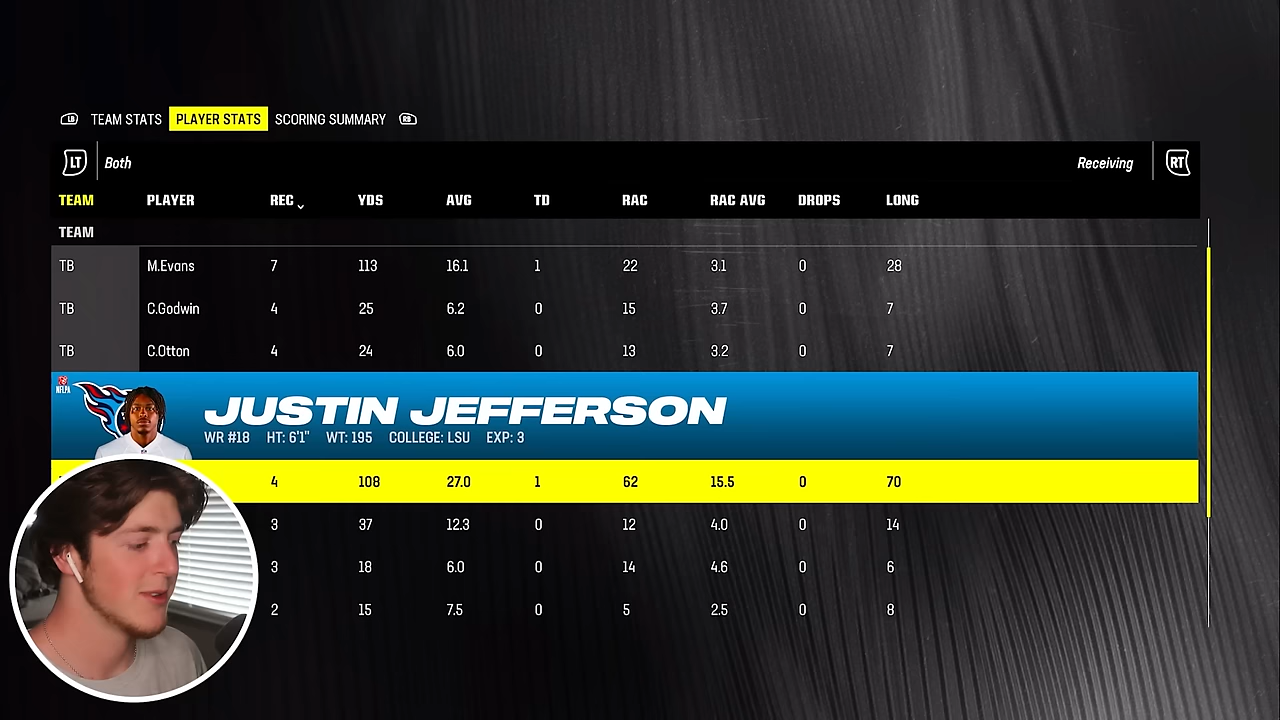 LB TEAM STATS PLAYER STATS SCORING SUMMARY RB
LT Both Receiving RT
TEAM PLAYER REC YDS AVG TD RAC RAC AVG DROPS LONG
TEAM
TB M.Evans 7 113 16.1 1 22 3.1 0 28
TB C.Godwin 4 25 6.2 0 15 3.7 0 7
TB C.Otton 4 24 6.0 0 13 3.2 0 7
NFLPA
JUSTIN JEFFERSON
WR #18 HT: 6'1" WT: 195 COLLEGE: LSU EXP: 3
4 108 27.0 1 62 15.5 0 70
3 37 12.3 0 12 4.0 0 14
3 18 6.0 0 14 4.6 0 6
2 15 7.5 0 5 2.5 0 8